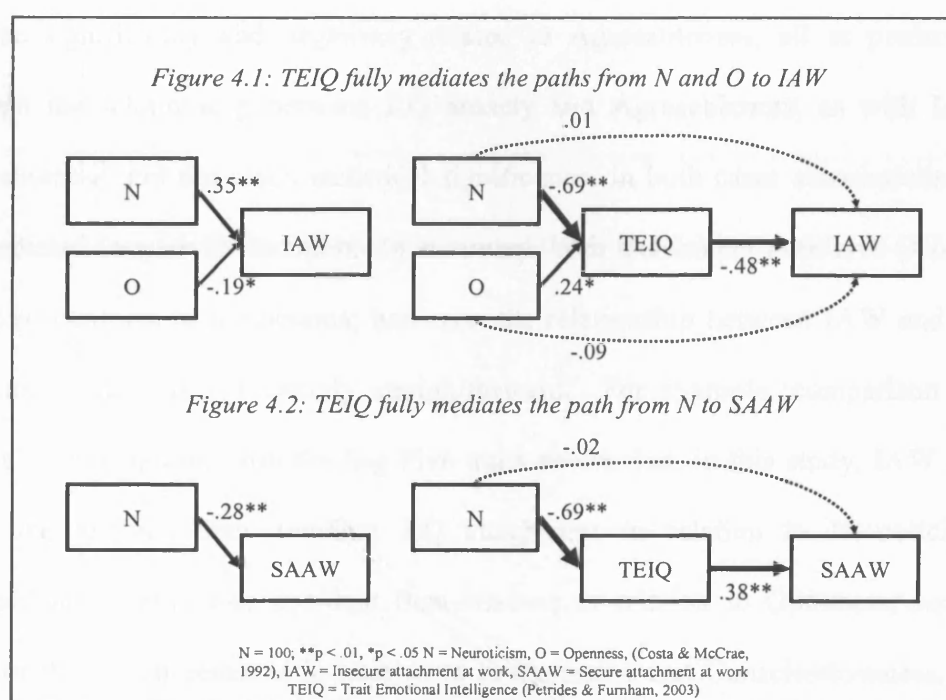 Figure 4.1: TEIQ fully mediates the paths from N and O to IAW
.01
N .35** N -.69**
IAW TEIQ IAW
-.48**
O -.19* O .24*
-.09
Figure 4.2: TEIQ fully mediates the path from N to SAAW
-.02
N -.28** N -.69**
SAAW TEIQ SAAW
.38**
N = 100; **p < .01, *p < .05 N = Neuroticism, O = Openness, (Costa & McCrae,
1992), IAW = Insecure attachment at work, SAAW = Secure attachment at work
TEIQ = Trait Emotional Intelligence (Petrides & Furnham, 2003)